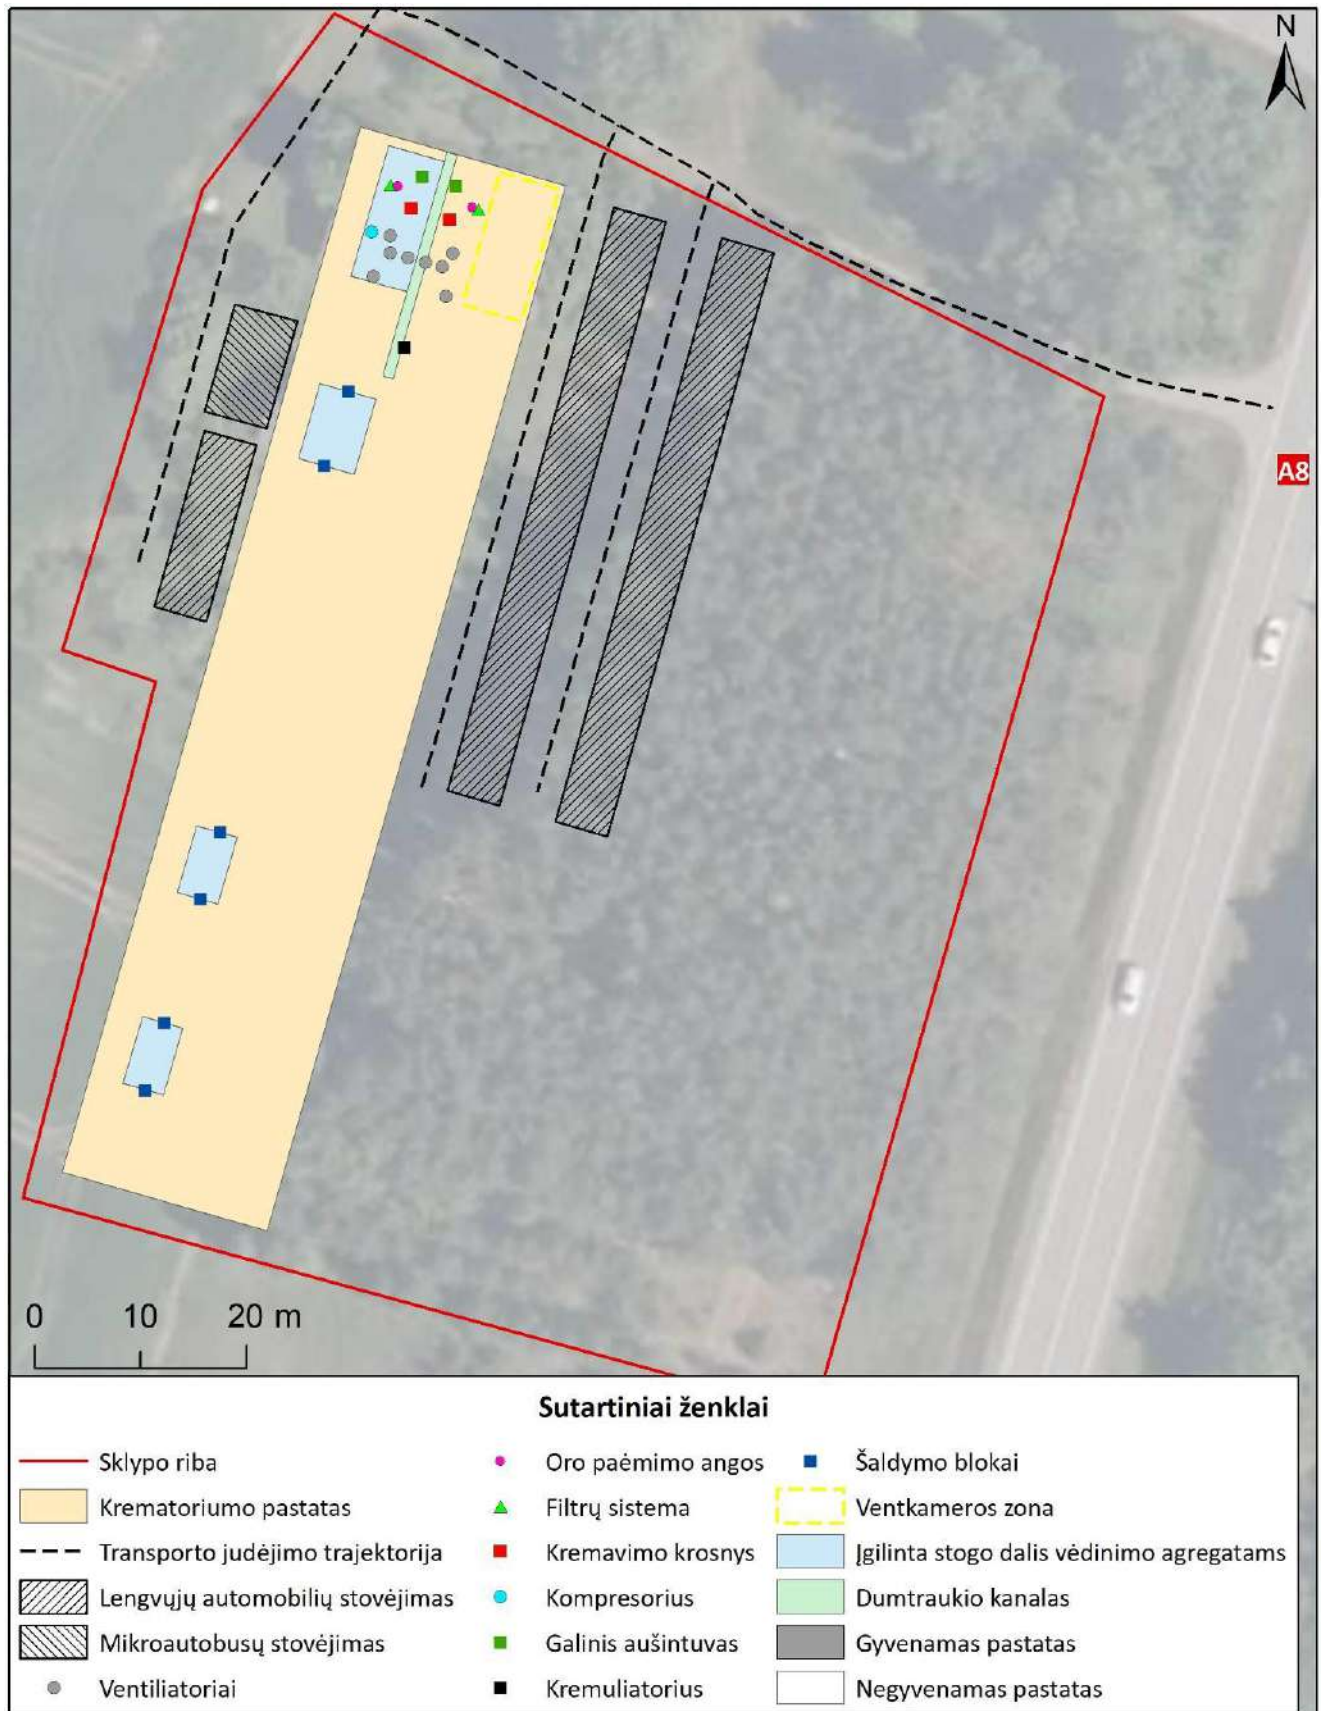 N
A8
0 10 20 m
Sutartiniai ženklai
Sklypo riba
Krematoriumo pastatas
Transporto judėjimo trajektorija
Lengvųjų automobilių stovėjimas
Mikroautobusų stovėjimas
Ventiliatoriai
Oro paėmimo angos
Filtrų sistema
Kremavimo krosnys
Kompresorius
Galinis aušintuvas
Kremuliatorius
Šaldymo blokai
Ventkameros zona
Įgilinta stogo dalis vėdinimo agregatams
Dumtraukio kanalas
Gyvenamas pastatas
Negyvenamas pastatas